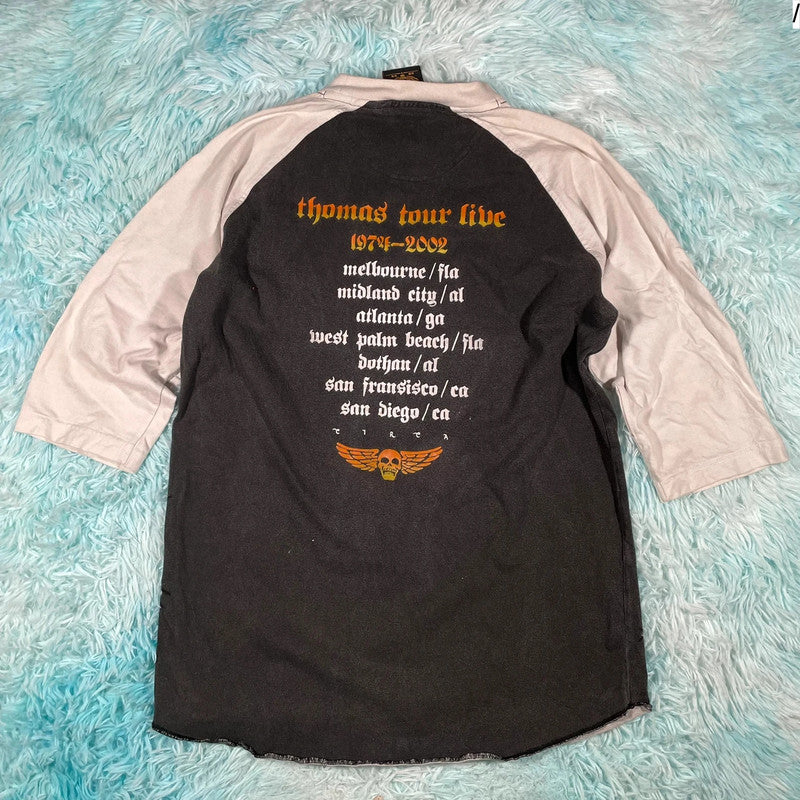 thomas tour live
1974-2002
melbourne/fla
midland city/al
atlanta/ga
west palm beach/fla
dothan/al
san fransisco/ca
san diego/ca
CIRCA